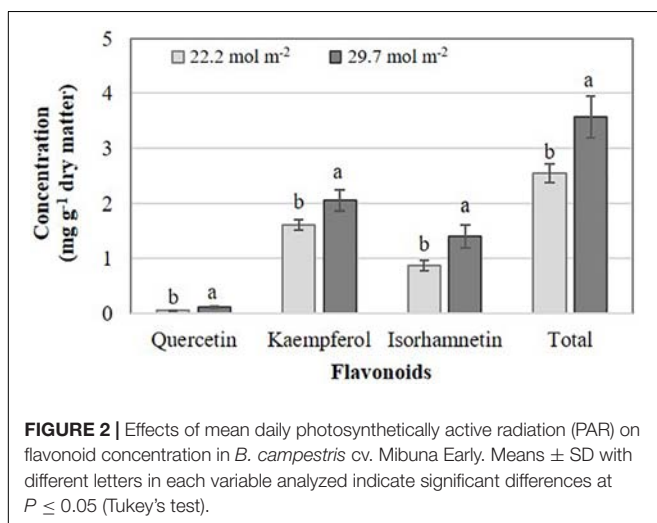 5
4
3
2
1
0
Concentration
(mg g⁻¹ dry matter)
22.2 mol m⁻² 29.7 mol m⁻²
b a
b a
b a
b a
Quercetin Kaempferol Isorhamnetin Total
Flavonoids
FIGURE 2 | Effects of mean daily photosynthetically active radiation (PAR) on
flavonoid concentration in B. campestris cv. Mibuna Early. Means ± SD with
different letters in each variable analyzed indicate significant differences at
P ≤ 0.05 (Tukey's test).